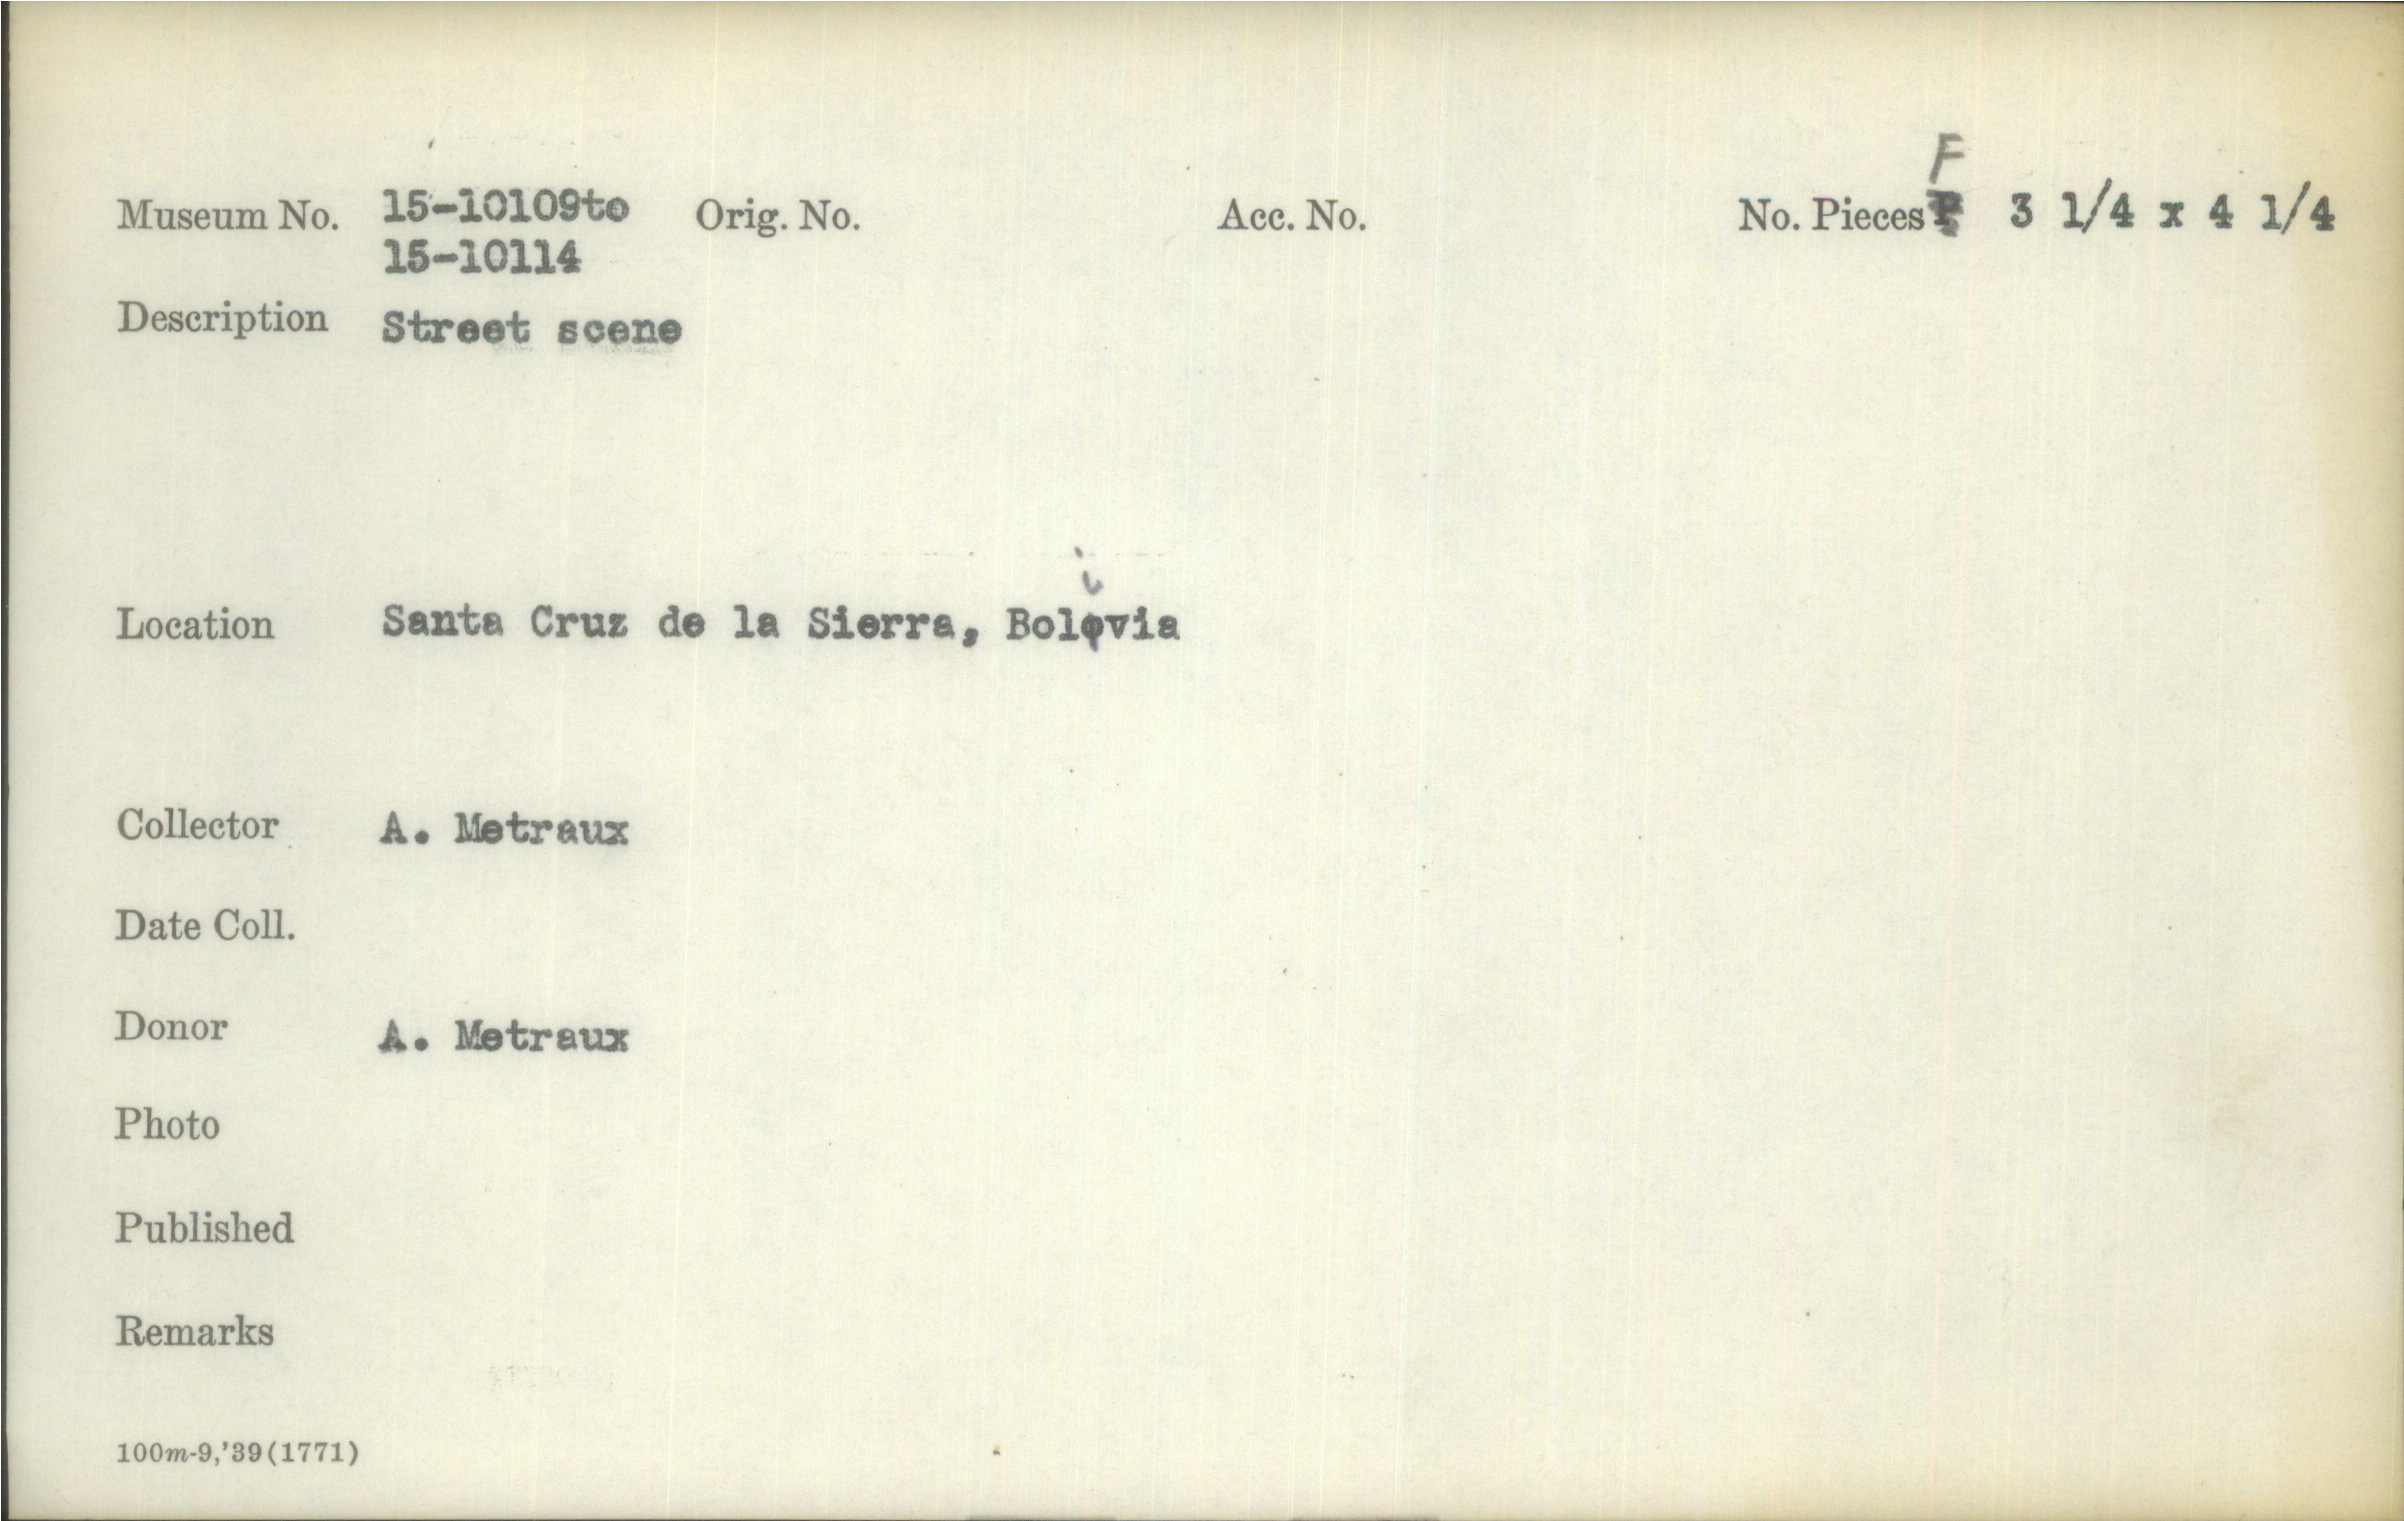 F
Museum No. 15-10109to Orig. No. Acc. No. No. Pieces 3 1/4 x 4 1/4
15-10114
Description Street scene
i
Location Santa Cruz de la Sierra, Bolovia
Collector A. Metraux
Date Coll.
Donor A. Metraux
Photo
Published
Remarks
100m-9,'39(1771)